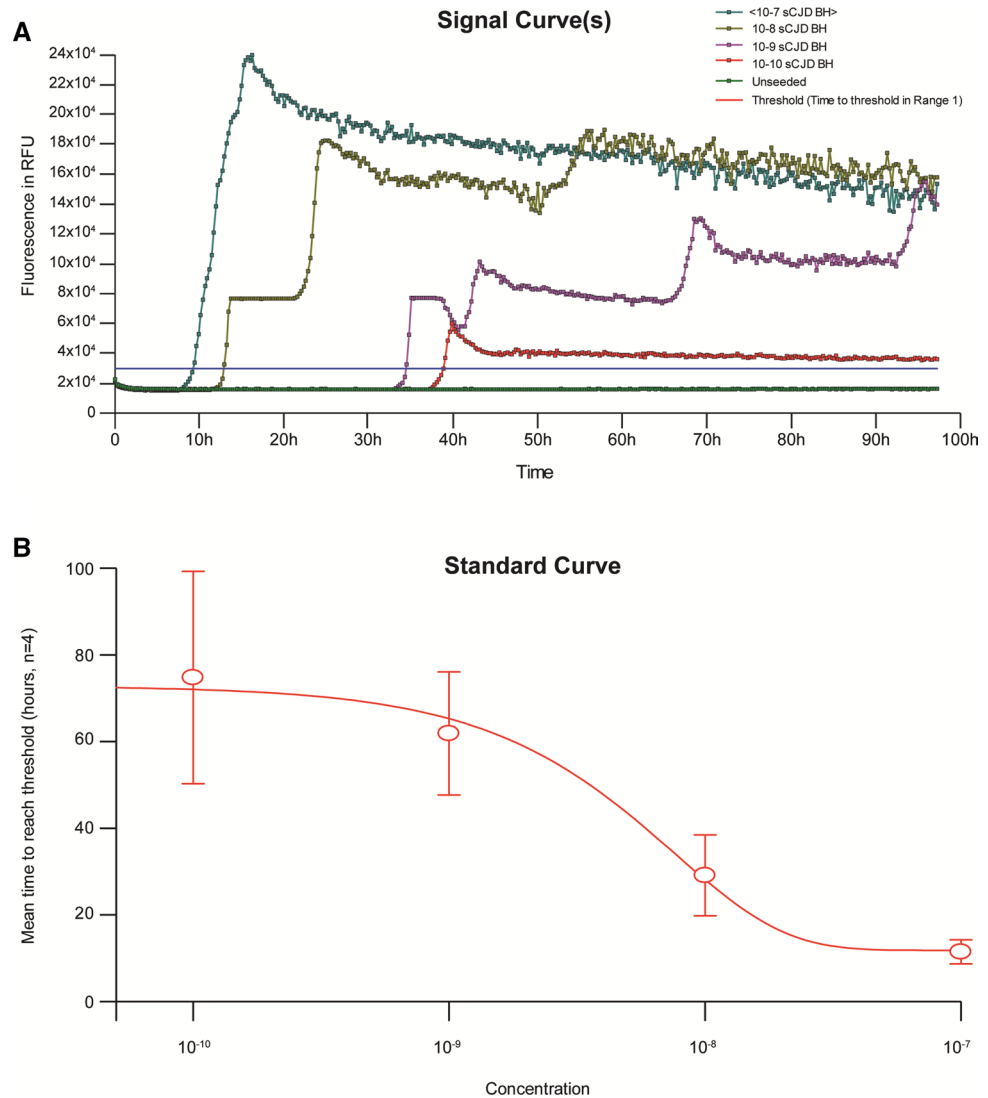 A
Signal Curve(s)
<10-7 sCJD BH>
10-8 sCJD BH
10-9 sCJD BH
10-10 sCJD BH
Unseeded
Threshold (Time to threshold in Range 1)
Fluorescence in RFU
24x10⁴
22x10⁴
20x10⁴
18x10⁴
16x10⁴
14x10⁴
12x10⁴
10x10⁴
8x10⁴
6x10⁴
4x10⁴
2x10⁴
0
0 10h 20h 30h 40h 50h 60h 70h 80h 90h 100h
Time
B
Standard Curve
Mean time to reach threshold (hours, n=4)
100
80
60
40
20
0
10⁻¹⁰ 10⁻⁹ 10⁻⁸ 10⁻⁷
Concentration